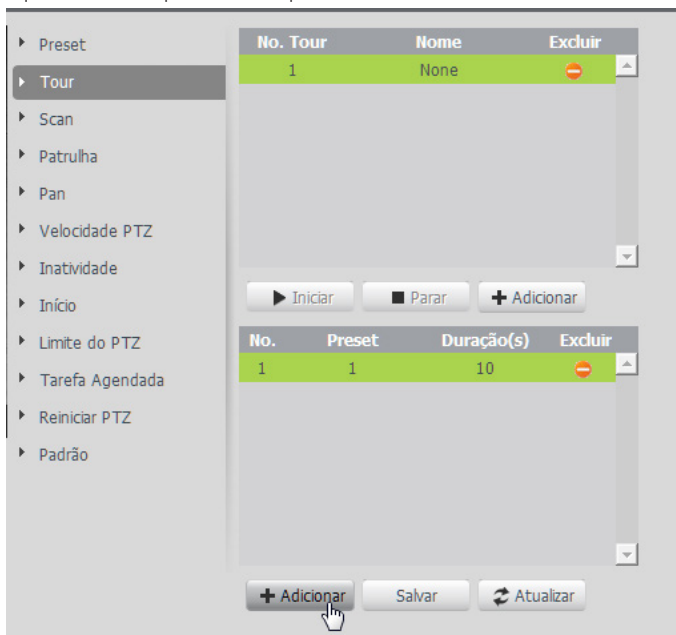 Preset
Tour
Scan
Patrulha
Pan
Velocidade PTZ
Inatividade
Início
Limite do PTZ
Tarefa Agendada
Reiniciar PTZ
Padrão
No. Tour Nome Excluir
1 None
Iniciar Parar Adicionar
No. Preset Duração(s) Excluir
1 1 10
Adicionar Salvar Atualizar